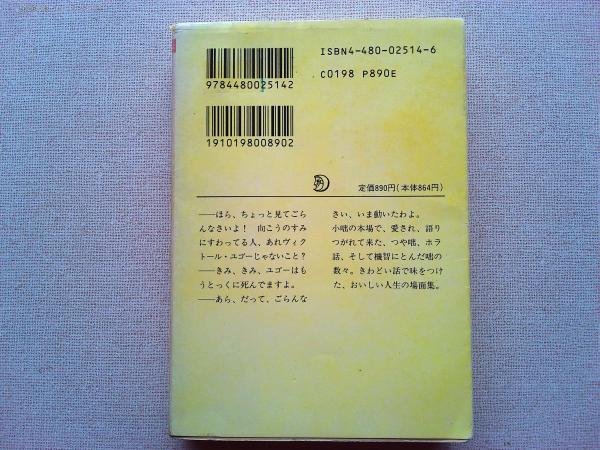 ISBN4-480-02514-6
C0198 P890E
9784480025142
1910198008902
定価890円(本体864円)
――ほら、ちょっと見てごら
んなさいよ！ 向こうのすみ
にすわってる人、あれヴィク
トール・ユゴーじゃないこと？
――きみ、きみ、ユゴーはも
うとっくに死んでますよ。
――あら、だって、ごらんな
さい、いま動いたわよ。
小咄の本場で、愛され、語り
つがれて来た、つや咄、ホラ
話、そして機智にとんだ咄の
数々。きわどい話で味をつけ
た、おいしい人生の場面集。